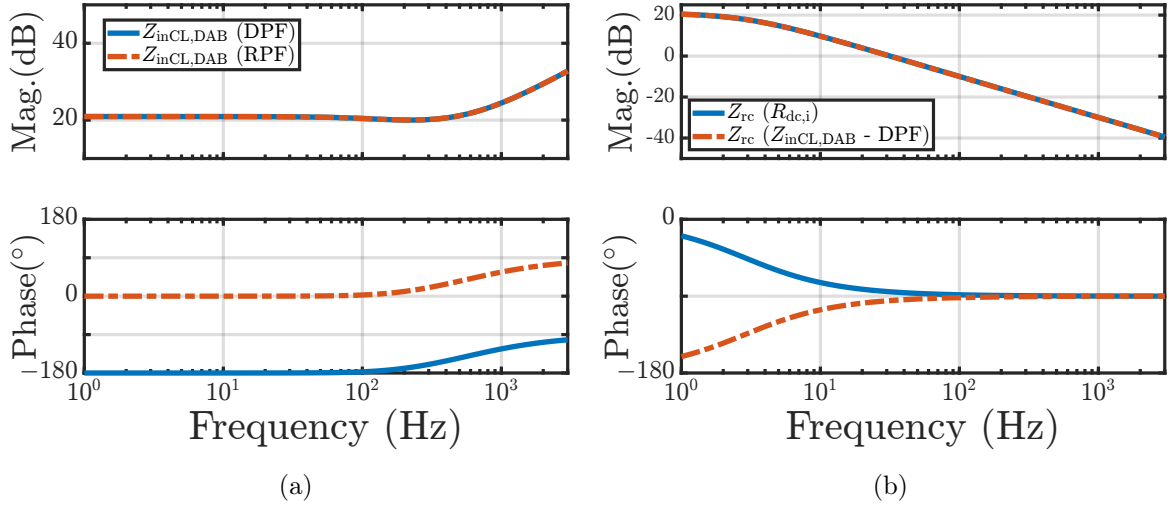 40
20
Mag.(dB)
Z_inCL,DAB (DPF)
Z_inCL,DAB (RPF)
180
0
−180
Phase(°)
10^0
10^1
10^2
10^3
Frequency (Hz)
(a)
20
0
-20
-40
Mag.(dB)
Z_rc (R_dc,i)
Z_rc (Z_inCL,DAB - DPF)
0
−180
Phase(°)
10^0
10^1
10^2
10^3
Frequency (Hz)
(b)